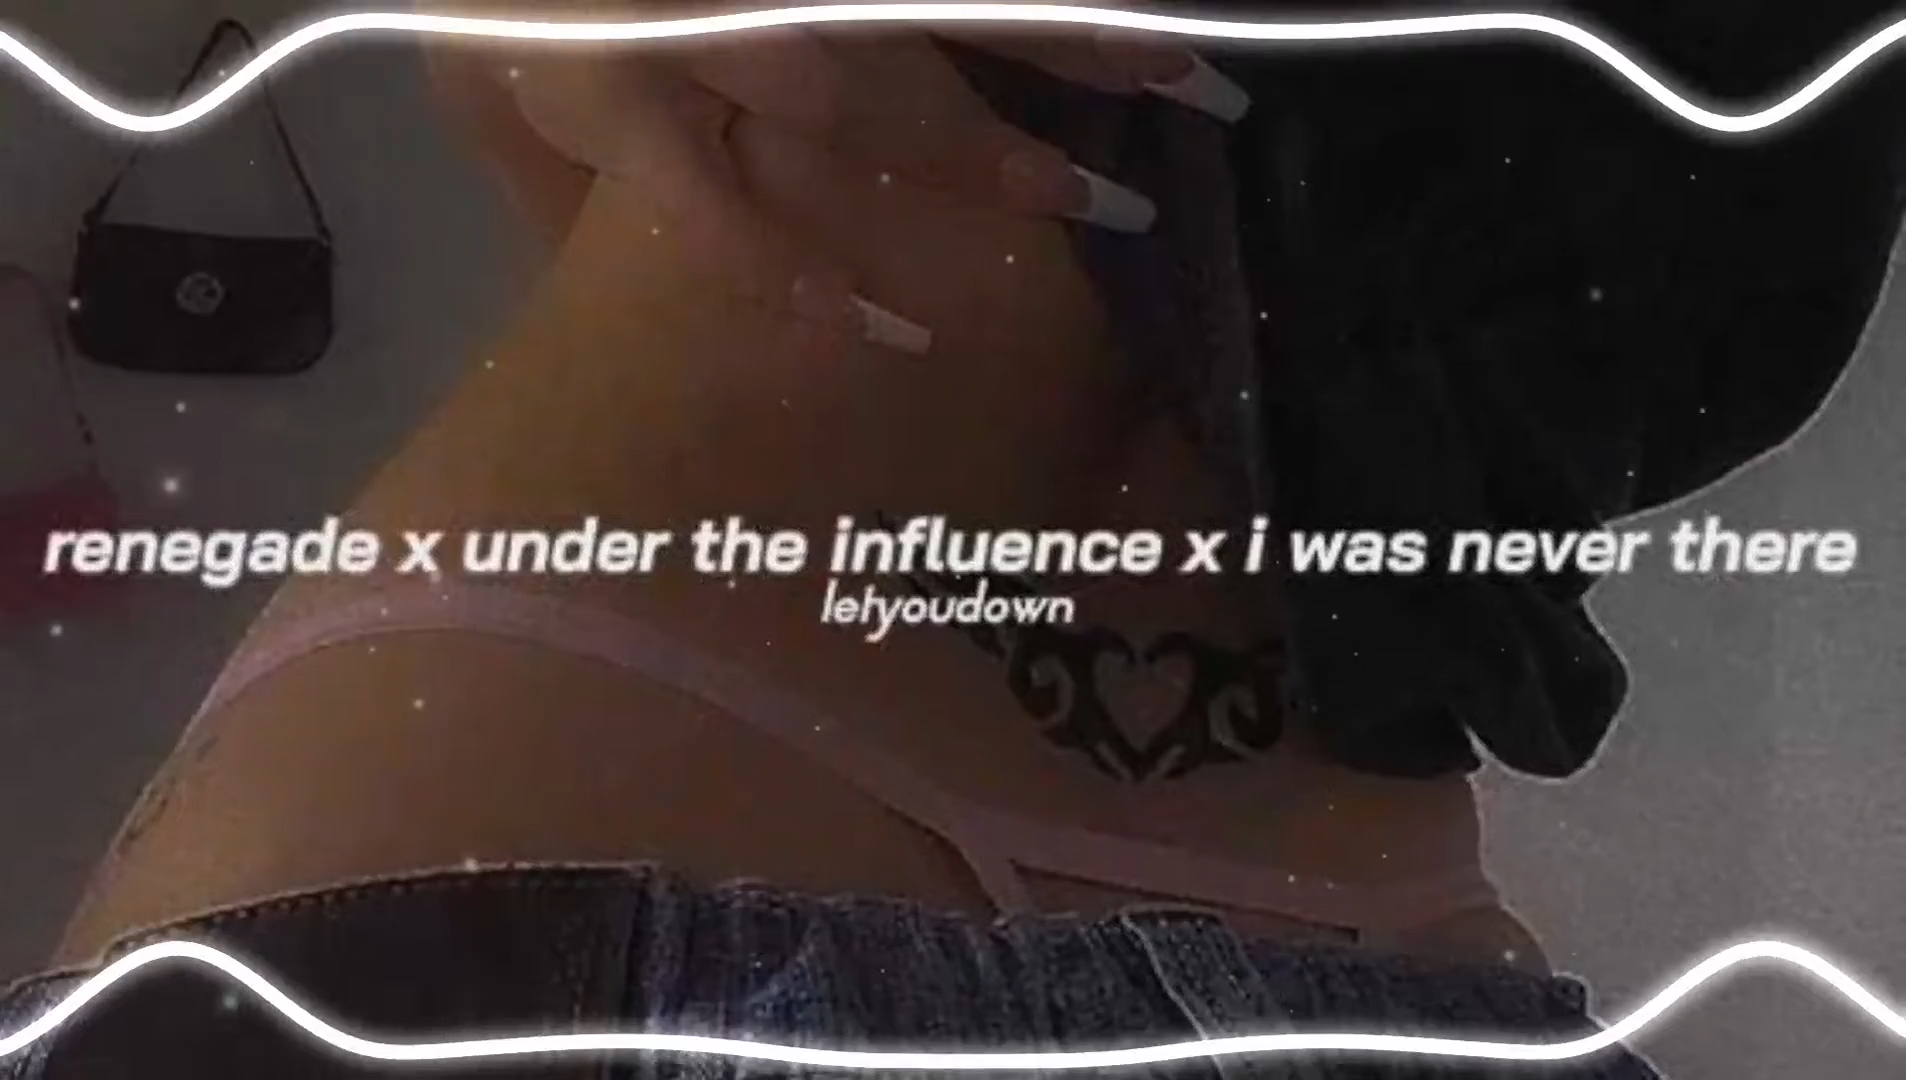 renegade x under the influence x i was never there
letyoudown